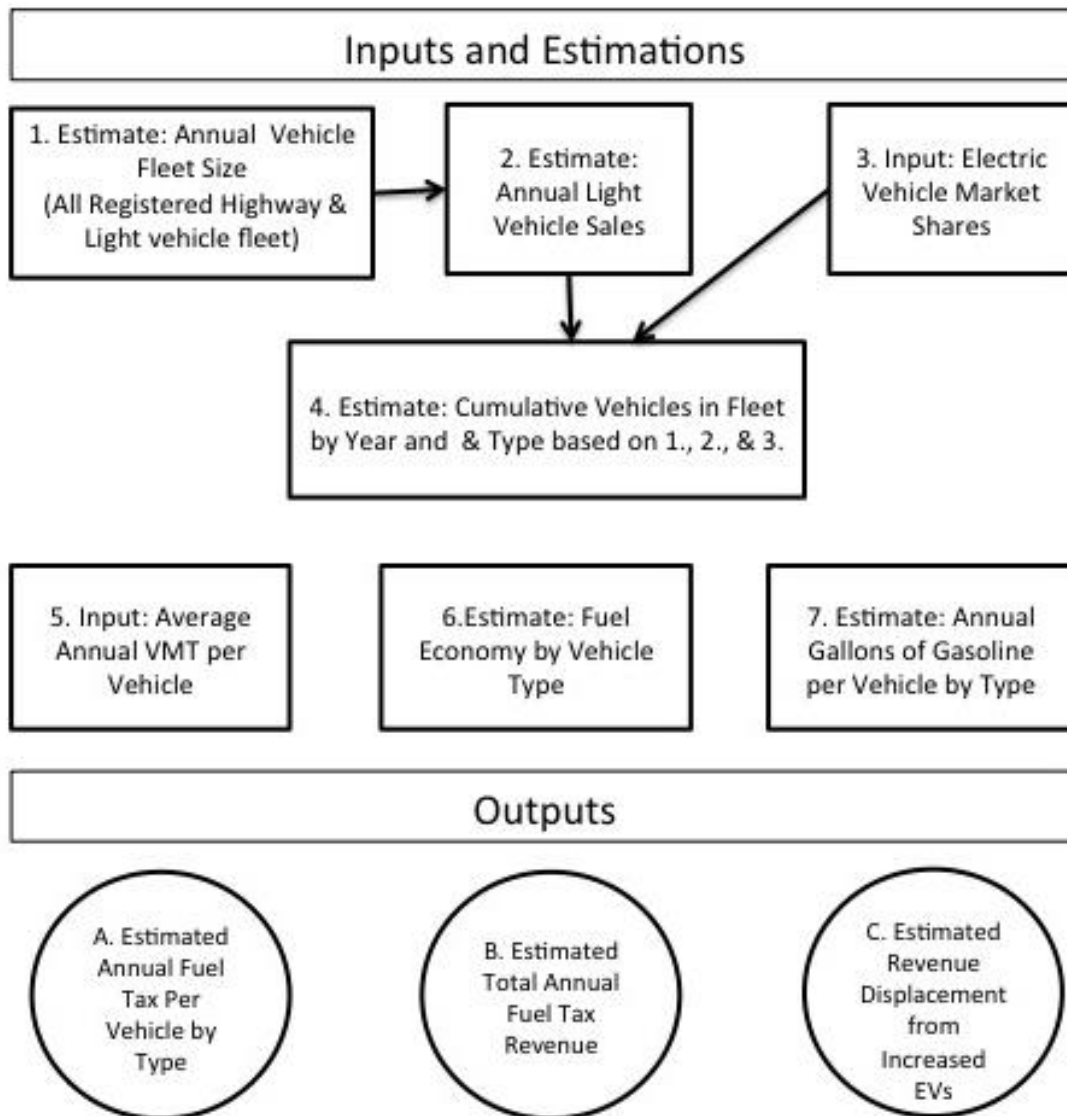 Inputs and Estimations
1. Estimate: Annual Vehicle
Fleet Size
(All Registered Highway &
Light vehicle fleet)
2. Estimate:
Annual Light
Vehicle Sales
3. Input: Electric
Vehicle Market
Shares
4. Estimate: Cumulative Vehicles in Fleet
by Year and & Type based on 1., 2., & 3.
5. Input: Average
Annual VMT per
Vehicle
6.Estimate: Fuel
Economy by Vehicle
Type
7. Estimate: Annual
Gallons of Gasoline
per Vehicle by Type
Outputs
A. Estimated
Annual Fuel
Tax Per
Vehicle by
Type
B. Estimated
Total Annual
Fuel Tax
Revenue
C. Estimated
Revenue
Displacement
from
Increased
EVs